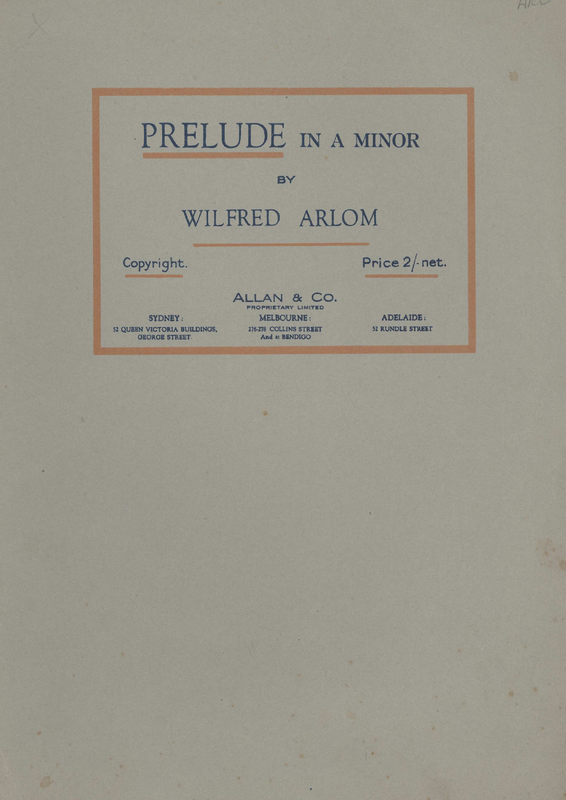 PRELUDE IN A MINOR
BY
WILFRED ARLOM
Copyright. Price 2/- net.
ALLAN & CO.
PROPRIETARY LIMITED
SYDNEY: MELBOURNE: ADELAIDE:
52 QUEEN VICTORIA BUILDINGS, 276-278 COLLINS STREET 51 RUNDLE STREET
GEORGE STREET. And at BENDIGO